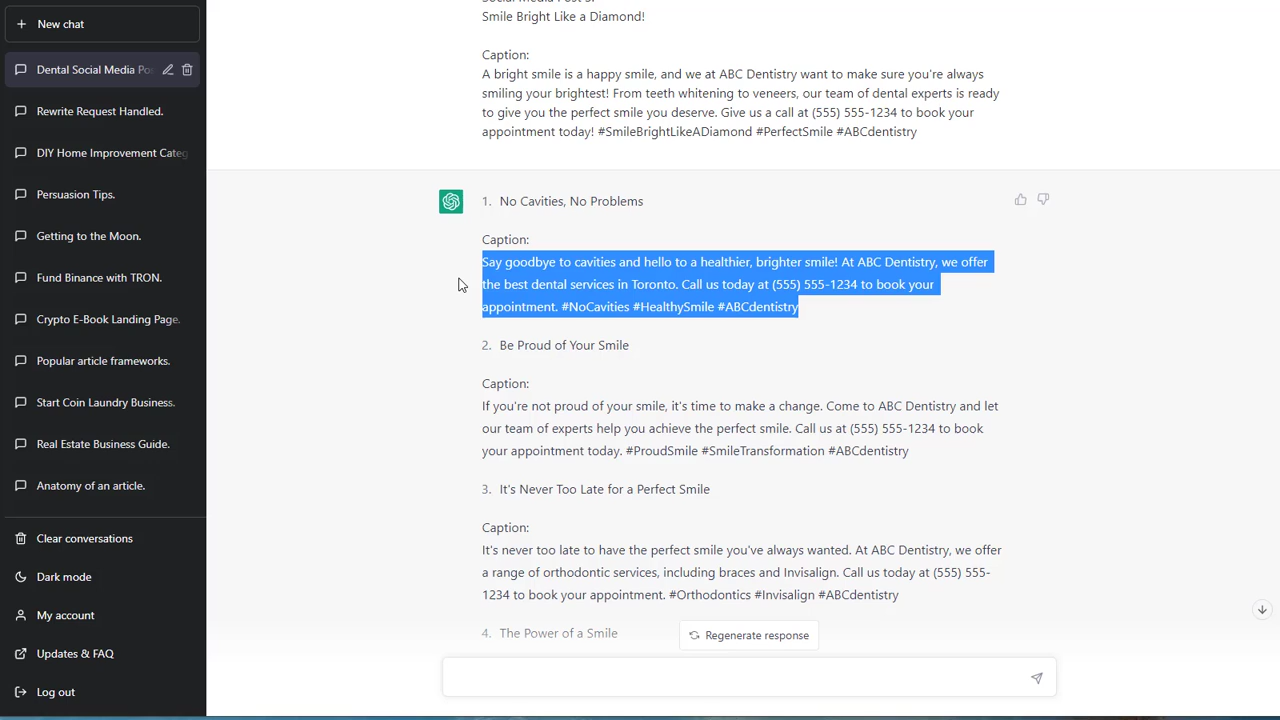 New chat
Dental Social Media Po
Rewrite Request Handled.
DIY Home Improvement Categ
Persuasion Tips.
Getting to the Moon.
Fund Binance with TRON.
Crypto E-Book Landing Page.
Popular article frameworks.
Start Coin Laundry Business.
Real Estate Business Guide.
Anatomy of an article.
Clear conversations
Dark mode
My account
Updates & FAQ
Log out
Social Media Post 5:
Smile Bright Like a Diamond!
Caption:
A bright smile is a happy smile, and we at ABC Dentistry want to make sure you're always
smiling your brightest! From teeth whitening to veneers, our team of dental experts is ready
to give you the perfect smile you deserve. Give us a call at (555) 555-1234 to book your
appointment today! #SmileBrightLikeADiamond #PerfectSmile #ABCdentistry
1. No Cavities, No Problems
Caption:
Say goodbye to cavities and hello to a healthier, brighter smile! At ABC Dentistry, we offer
the best dental services in Toronto. Call us today at (555) 555-1234 to book your
appointment. #NoCavities #HealthySmile #ABCdentistry
2. Be Proud of Your Smile
Caption:
If you're not proud of your smile, it's time to make a change. Come to ABC Dentistry and let
our team of experts help you achieve the perfect smile. Call us at (555) 555-1234 to book
your appointment today. #ProudSmile #SmileTransformation #ABCdentistry
3. It's Never Too Late for a Perfect Smile
Caption:
It's never too late to have the perfect smile you've always wanted. At ABC Dentistry, we offer
a range of orthodontic services, including braces and Invisalign. Call us today at (555) 555-
1234 to book your appointment. #Orthodontics #Invisalign #ABCdentistry
4. The Power of a Smile
Regenerate response